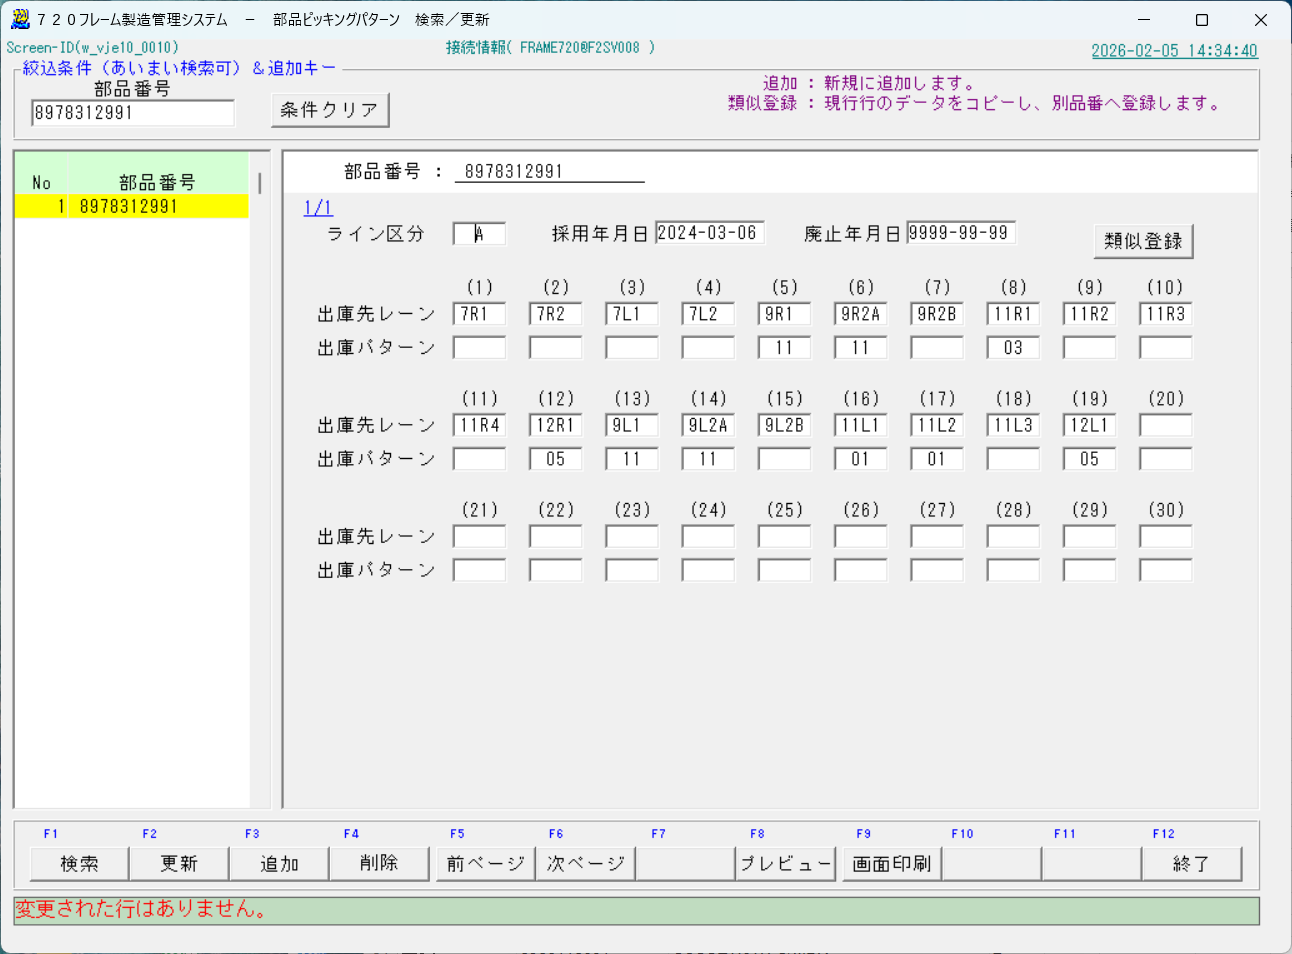 ７２０フレーム製造管理システム　－　部品ピッキングパターン　検索／更新
Screen-ID(w_vje10_0010)
接続情報( FRAME720@F2SV008 )
2026-02-05 14:34:40
絞込条件（あいまい検索可）＆追加キー
部品番号
8978312991
条件クリア
追加 ：新規に追加します。
類似登録 ：現行行のデータをコピーし、別品番へ登録します。
No 部品番号
1 8978312991
部品番号 ： 8978312991
1/1
ライン区分 A 採用年月日 2024-03-06 廃止年月日 9999-99-99 類似登録
(1) (2) (3) (4) (5) (6) (7) (8) (9) (10)
出庫先レーン 7R1 7R2 7L1 7L2 9R1 9R2A 9R2B 11R1 11R2 11R3
出庫パターン 11 11 03
(11) (12) (13) (14) (15) (16) (17) (18) (19) (20)
出庫先レーン 11R4 12R1 9L1 9L2A 9L2B 11L1 11L2 11L3 12L1
出庫パターン 05 11 11 01 01 05
(21) (22) (23) (24) (25) (26) (27) (28) (29) (30)
出庫先レーン
出庫パターン
F1 F2 F3 F4 F5 F6 F7 F8 F9 F10 F11 F12
検索 更新 追加 削除 前ページ 次ページ プレビュー 画面印刷 終了
変更された行はありません。